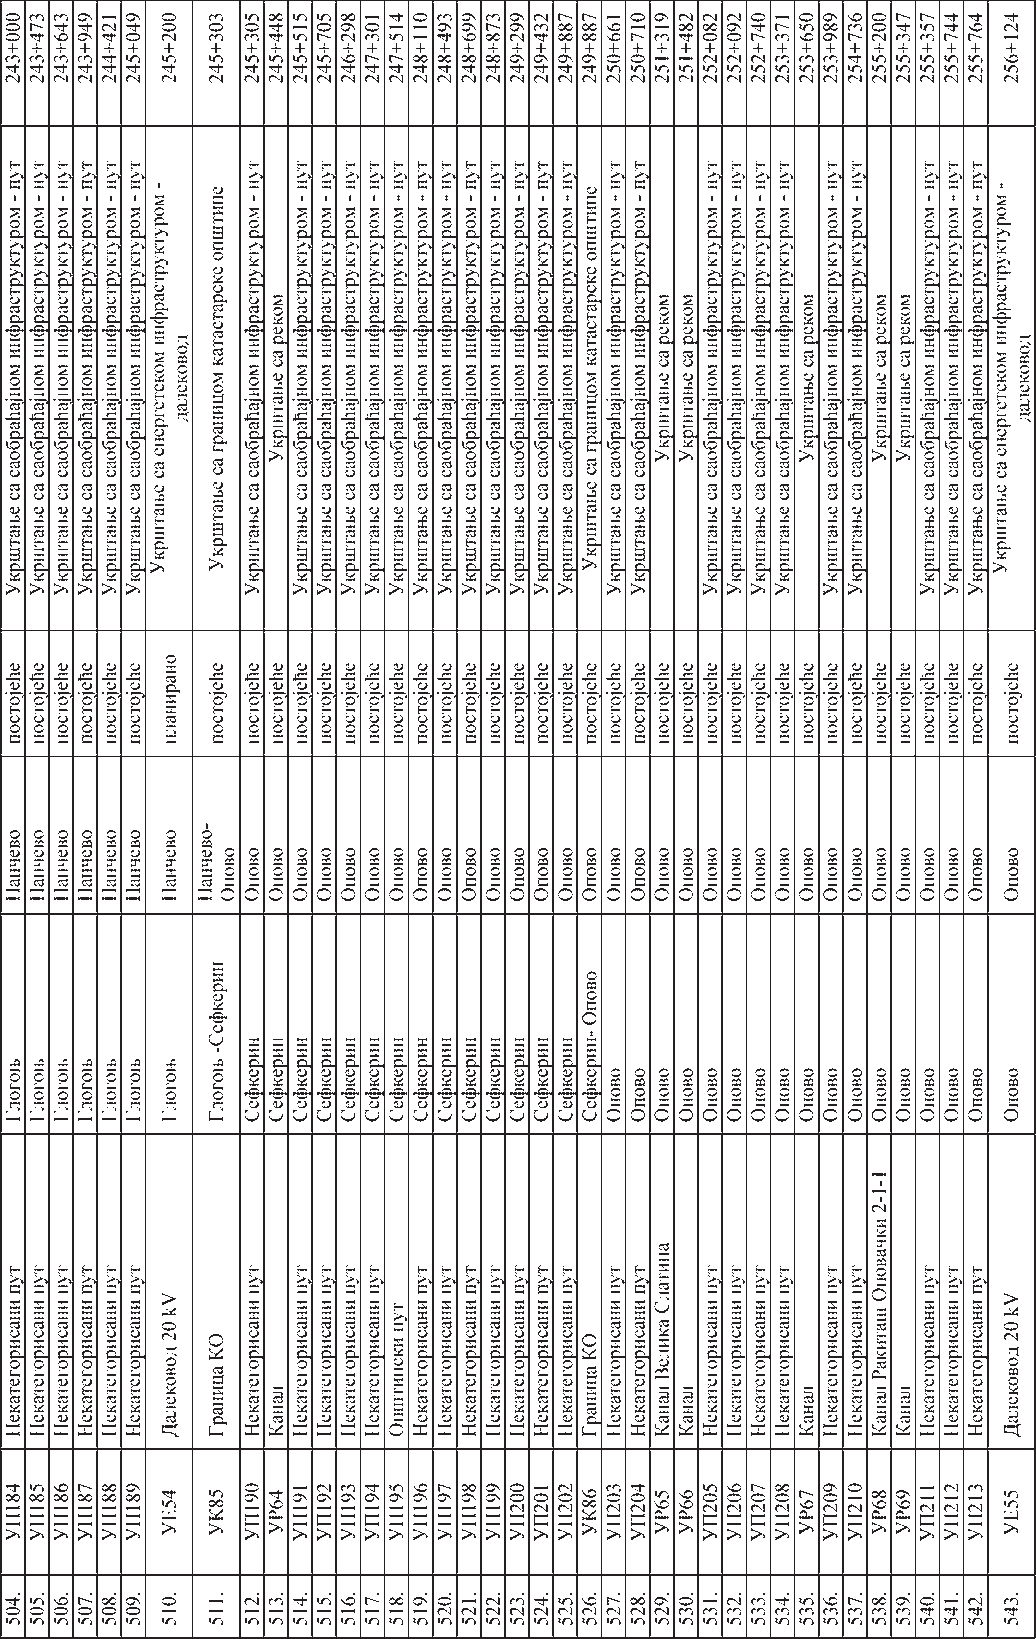 504. УП184 Некатегорисани пут Глогоњ Панчево постојеће Укрштање са саобраћајном инфраструктуром - пут 243+000
505. УП185 Некатегорисани пут Глогоњ Панчево постојеће Укрштање са саобраћајном инфраструктуром - пут 243+473
506. УП186 Некатегорисани пут Глогоњ Панчево постојеће Укрштање са саобраћајном инфраструктуром - пут 243+643
507. УП187 Некатегорисани пут Глогоњ Панчево постојеће Укрштање са саобраћајном инфраструктуром - пут 243+949
508. УП188 Некатегорисани пут Глогоњ Панчево постојеће Укрштање са саобраћајном инфраструктуром - пут 244+421
509. УП189 Некатегорисани пут Глогоњ Панчево постојеће Укрштање са саобраћајном инфраструктуром - пут 245+049
510. УЕ54 Далековод 20 kV Глогоњ Панчево планирано Укрштање са енергетском инфраструктуром -
далековод 245+200
511. УК85 Граница КО Глогоњ -Сефкерин Панчево-
Опово постојеће Укрштање са границом катастарске општине 245+303
512. УП190 Некатегорисани пут Сефкерин Опово постојеће Укрштање са саобраћајном инфраструктуром - пут 245+305
513. УР64 Канал Сефкерин Опово постојеће Укрштање са реком 245+448
514. УП191 Некатегорисани пут Сефкерин Опово постојеће Укрштање са саобраћајном инфраструктуром - пут 245+515
515. УП192 Некатегорисани пут Сефкерин Опово постојеће Укрштање са саобраћајном инфраструктуром - пут 245+705
516. УП193 Некатегорисани пут Сефкерин Опово постојеће Укрштање са саобраћајном инфраструктуром - пут 246+298
517. УП194 Некатегорисани пут Сефкерин Опово постојеће Укрштање са саобраћајном инфраструктуром - пут 247+301
518. УП195 Општински пут Сефкерин Опово постојеће Укрштање са саобраћајном инфраструктуром - пут 247+514
519. УП196 Некатегорисани пут Сефкерин Опово постојеће Укрштање са саобраћајном инфраструктуром - пут 248+110
520. УП197 Некатегорисани пут Сефкерин Опово постојеће Укрштање са саобраћајном инфраструктуром - пут 248+493
521. УП198 Некатегорисани пут Сефкерин Опово постојеће Укрштање са саобраћајном инфраструктуром - пут 248+699
522. УП199 Некатегорисани пут Сефкерин Опово постојеће Укрштање са саобраћајном инфраструктуром - пут 248+873
523. УП200 Некатегорисани пут Сефкерин Опово постојеће Укрштање са саобраћајном инфраструктуром - пут 249+299
524. УП201 Некатегорисани пут Сефкерин Опово постојеће Укрштање са саобраћајном инфраструктуром - пут 249+432
525. УП202 Некатегорисани пут Сефкерин Опово постојеће Укрштање са саобраћајном инфраструктуром - пут 249+887
526. УК86 Граница КО Сефкерин- Опово Опово постојеће Укрштање са границом катастарске општине 249+887
527. УП203 Некатегорисани пут Опово Опово постојеће Укрштање са саобраћајном инфраструктуром - пут 250+661
528. УП204 Некатегорисани пут Опово Опово постојеће Укрштање са саобраћајном инфраструктуром - пут 250+710
529. УР65 Канал Велика Слатина Опово Опово постојеће Укрштање са реком 251+319
530. УР66 Канал Опово Опово постојеће Укрштање са реком 251+482
531. УП205 Некатегорисани пут Опово Опово постојеће Укрштање са саобраћајном инфраструктуром - пут 252+082
532. УП206 Некатегорисани пут Опово Опово постојеће Укрштање са саобраћајном инфраструктуром - пут 252+092
533. УП207 Некатегорисани пут Опово Опово постојеће Укрштање са саобраћајном инфраструктуром - пут 252+740
534. УП208 Некатегорисани пут Опово Опово постојеће Укрштање са саобраћајном инфраструктуром - пут 253+371
535. УР67 Канал Опово Опово постојеће Укрштање са реком 253+650
536. УП209 Некатегорисани пут Опово Опово постојеће Укрштање са саобраћајном инфраструктуром - пут 253+989
537. УП210 Некатегорисани пут Опово Опово постојеће Укрштање са саобраћајном инфраструктуром - пут 254+736
538. УР68 Канал Ракиташ Оповачки 2-1-1 Опово Опово постојеће Укрштање са реком 255+200
539. УР69 Канал Опово Опово постојеће Укрштање са реком 255+347
540. УП211 Некатегорисани пут Опово Опово постојеће Укрштање са саобраћајном инфраструктуром - пут 255+357
541. УП212 Некатегорисани пут Опово Опово постојеће Укрштање са саобраћајном инфраструктуром - пут 255+744
542. УП213 Некатегорисани пут Опово Опово постојеће Укрштање са саобраћајном инфраструктуром - пут 255+764
543. УЕ55 Далековод 20 kV Опово Опово постојеће Укрштање са енергетском инфраструктуром -
далековод 256+124